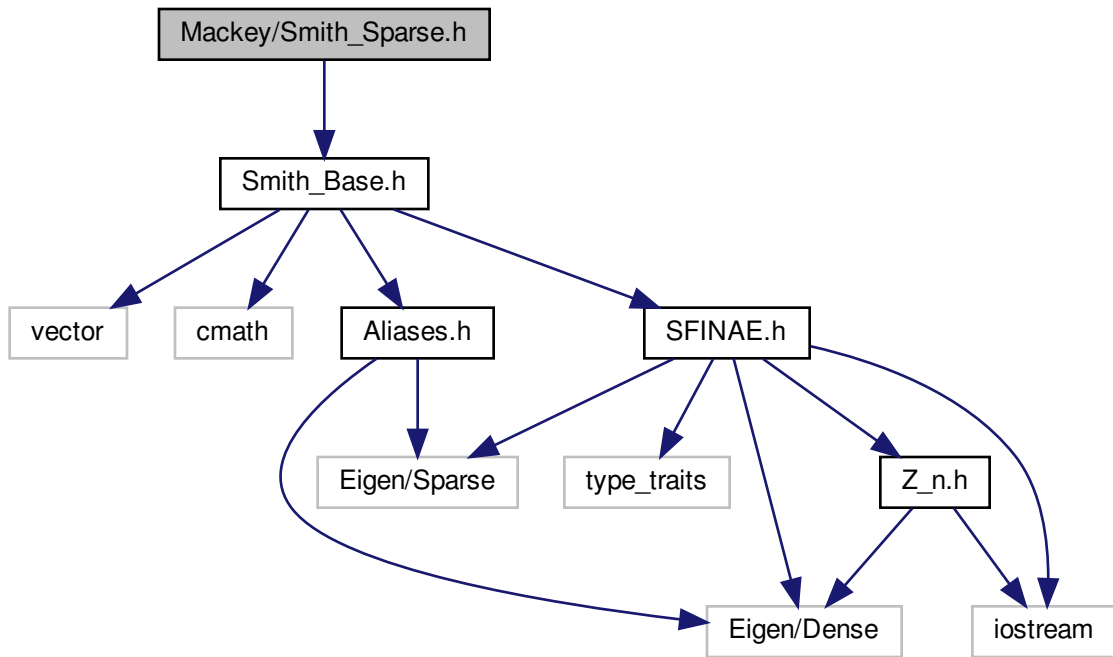 Mackey/Smith_Sparse.h
Smith_Base.h
vector
cmath
Aliases.h
SFINAE.h
Eigen/Sparse
type_traits
Z_n.h
Eigen/Dense
iostream